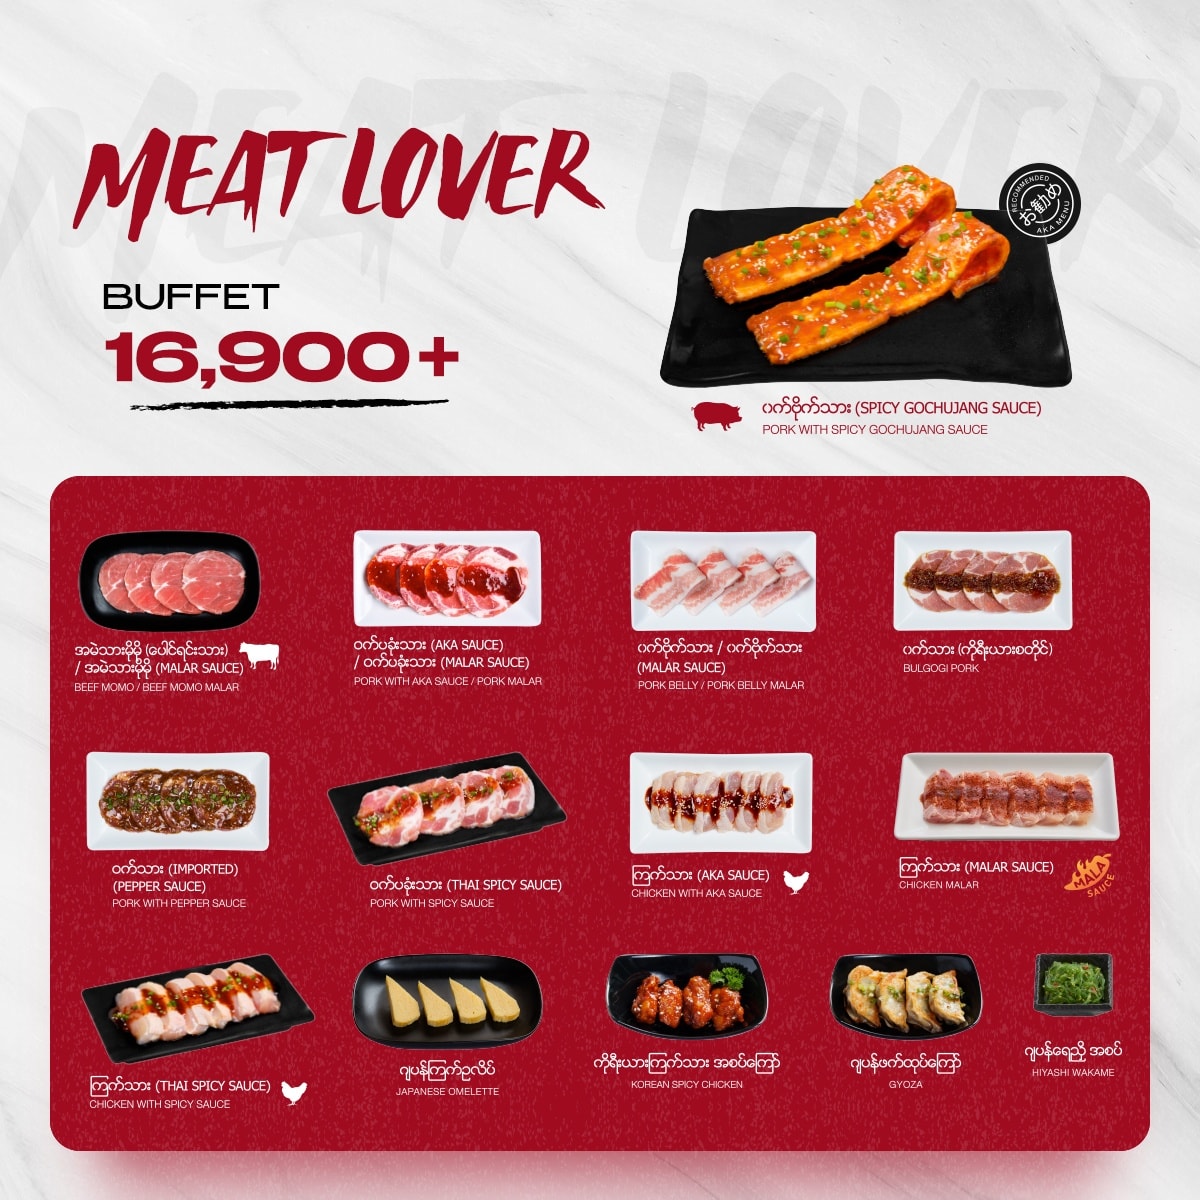 MEAT LOVER
MEAT LOVER
BUFFET
16,900+
RECOMMENDED
お勧め
AKA MENU
ဝက်ဗိုက်သား (SPICY GOCHUJANG SAUCE)
PORK WITH SPICY GOCHUJANG SAUCE
အမဲသားမိုမို (ပေါင်ရင်းသား)
/ အမဲသားမိုမို (MALAR SAUCE)
BEEF MOMO / BEEF MOMO MALAR
ဝက်ပခုံးသား (AKA SAUCE)
/ ဝက်ပခုံးသား (MALAR SAUCE)
PORK WITH AKA SAUCE / PORK MALAR
ဝက်ဗိုက်သား / ဝက်ဗိုက်သား
(MALAR SAUCE)
PORK BELLY / PORK BELLY MALAR
ဝက်သား (ကိုရီးယားစတိုင်)
BULGOGI PORK
ဝက်သား (IMPORTED)
(PEPPER SAUCE)
PORK WITH PEPPER SAUCE
ဝက်ပခုံးသား (THAI SPICY SAUCE)
PORK WITH SPICY SAUCE
ကြက်သား (AKA SAUCE)
CHICKEN WITH AKA SAUCE
ကြက်သား (MALAR SAUCE)
CHICKEN MALAR
MALA
SAUCE
ကြက်သား (THAI SPICY SAUCE)
CHICKEN WITH SPICY SAUCE
ဂျပန်ကြက်ဥလိပ်
JAPANESE OMELETTE
ကိုရီးယားကြက်သား အစပ်ကြော်
KOREAN SPICY CHICKEN
ဂျပန်ဖက်ထုပ်ကြော်
GYOZA
ဂျပန်ရေညှိ အစပ်
HIYASHI WAKAME